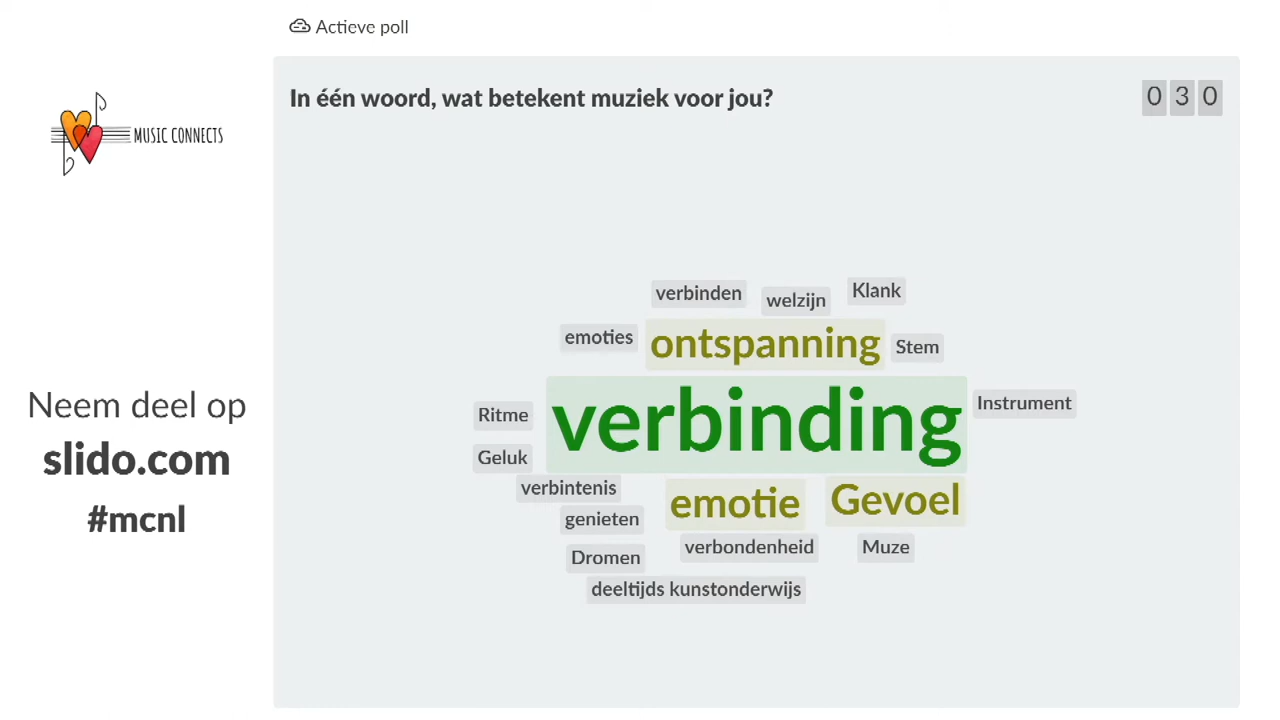 Actieve poll
In één woord, wat betekent muziek voor jou?
030
MUSIC CONNECTS
Neem deel op
slido.com
#mcnl
verbinden
welzijn
Klank
emoties
ontspanning
Stem
Ritme
verbinding
Instrument
Geluk
verbintenis
emotie
Gevoel
genieten
verbondenheid
Muze
Dromen
deeltijds kunstonderwijs